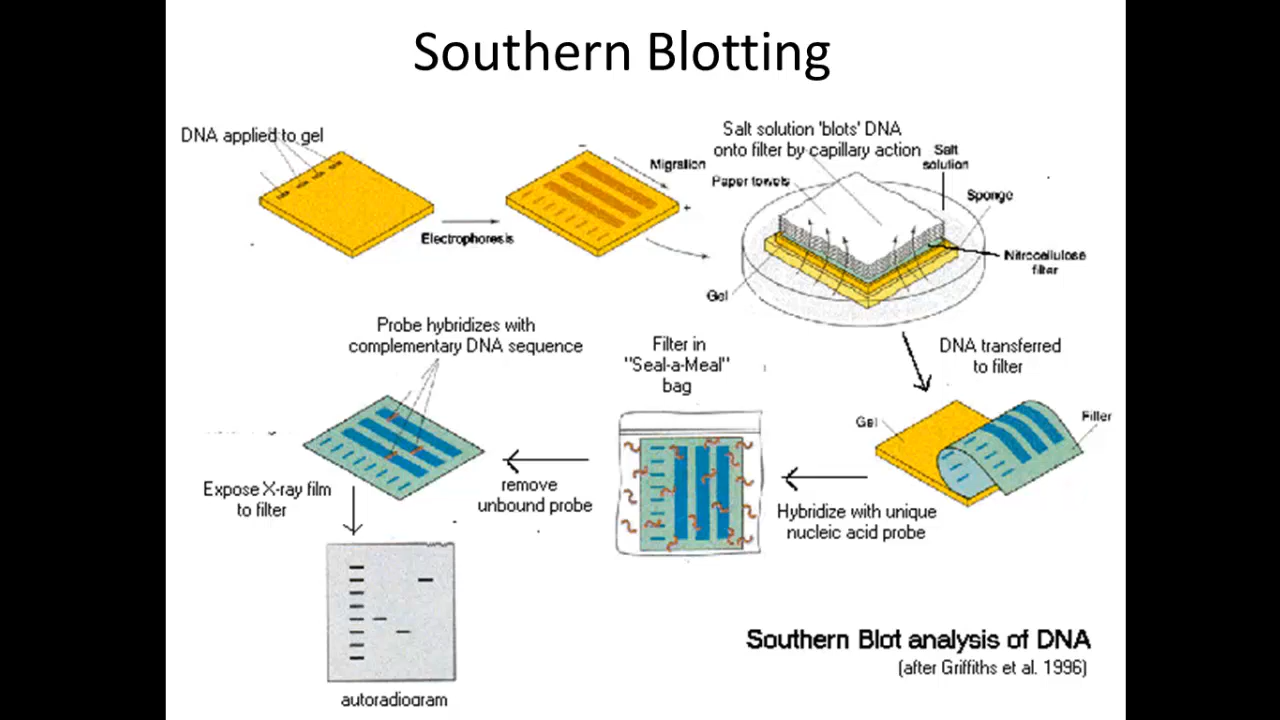 Southern Blotting
DNA applied to gel
Electrophoresis
-
Migration
+
Salt solution 'blots' DNA
onto filter by capillary action
Salt
solution
Paper towels
Sponge
Nitrocellulose
filter
Gel
DNA transferred
to filter
Gel
Filter
Hybridize with unique
nucleic acid probe
Filter in
"Seal-a-Meal"
bag
remove
unbound probe
Probe hybridizes with
complementary DNA sequence
Expose X-ray film
to filter
autoradiogram
Southern Blot analysis of DNA
(after Griffiths et al. 1996)